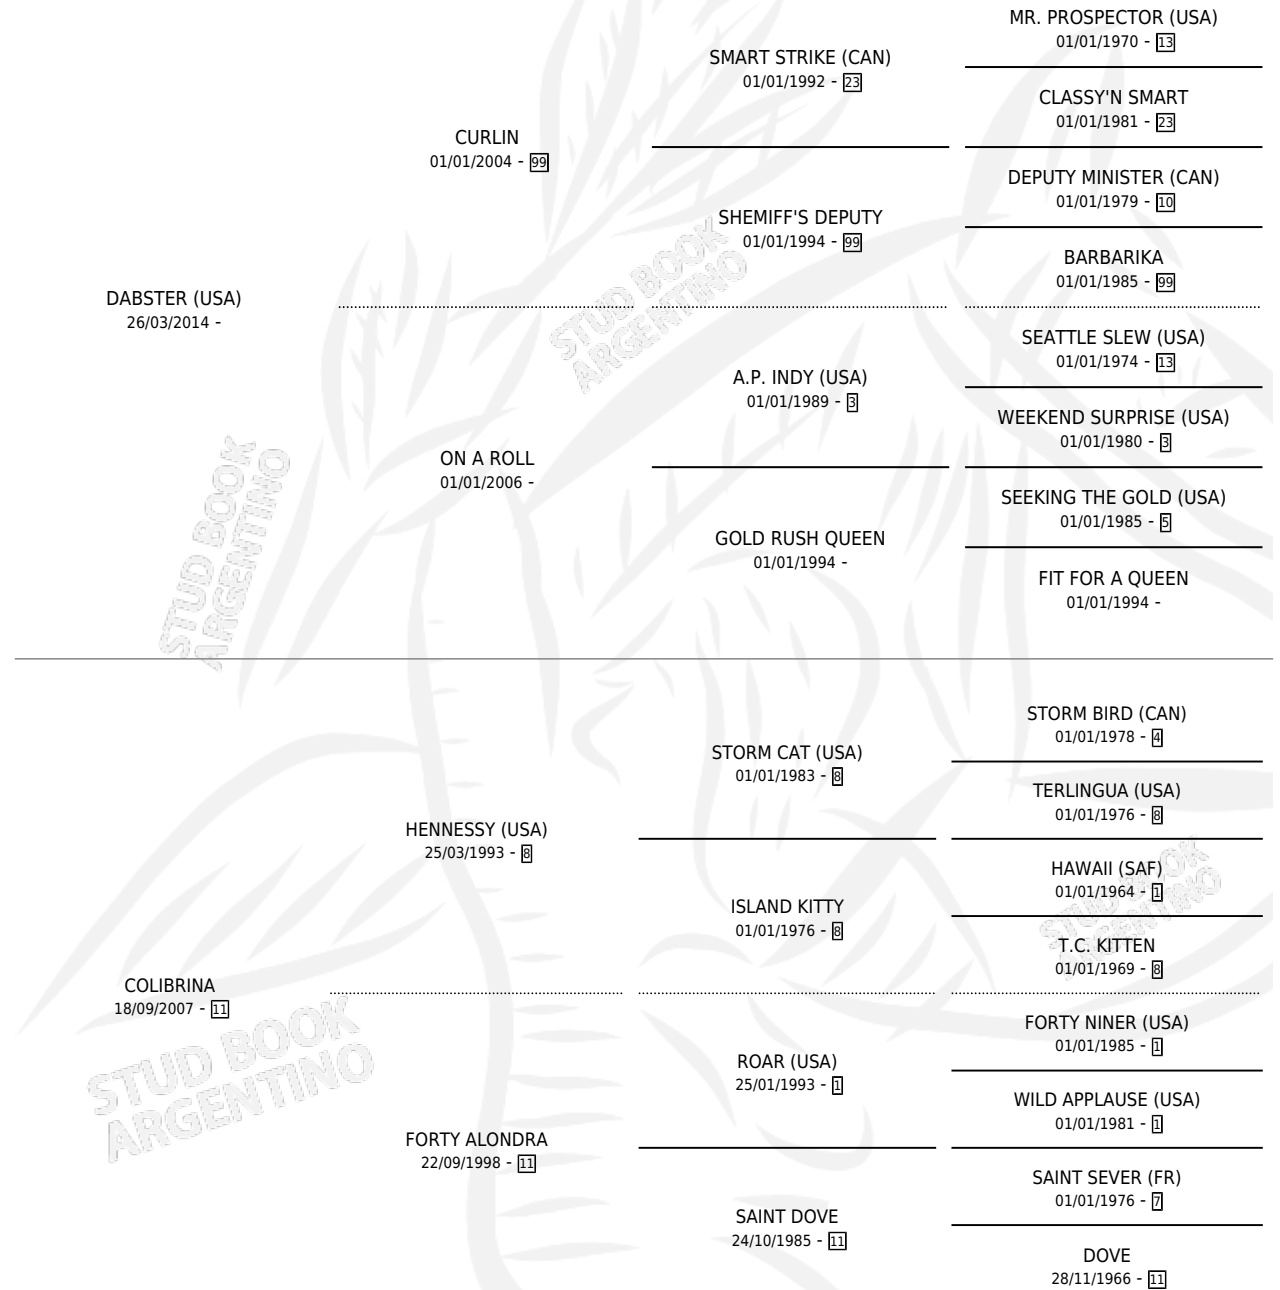 MR. PROSPECTOR (USA)
01/01/1970 - 13
SMART STRIKE (CAN)
01/01/1992 - 23
CLASSY'N SMART
01/01/1981 - 23
CURLIN
01/01/2004 - 99
DEPUTY MINISTER (CAN)
01/01/1979 - 10
SHEMIFF'S DEPUTY
01/01/1994 - 99
BARBARIKA
01/01/1985 - 99
DABSTER (USA)
26/03/2014 -
SEATTLE SLEW (USA)
01/01/1974 - 13
A.P. INDY (USA)
01/01/1989 - 3
WEEKEND SURPRISE (USA)
01/01/1980 - 3
ON A ROLL
01/01/2006 -
SEEKING THE GOLD (USA)
01/01/1985 - 5
GOLD RUSH QUEEN
01/01/1994 -
FIT FOR A QUEEN
01/01/1994 -
STUD BOOK
ARGENTINO
STUD BOOK
ARGENTINO
STORM BIRD (CAN)
01/01/1978 - 4
STORM CAT (USA)
01/01/1983 - 8
TERLINGUA (USA)
01/01/1976 - 8
HENNESSY (USA)
25/03/1993 - 8
HAWAII (SAF)
01/01/1964 - 1
ISLAND KITTY
01/01/1976 - 8
T.C. KITTEN
01/01/1969 - 8
COLIBRINA
18/09/2007 - 11
FORTY NINER (USA)
01/01/1985 - 1
ROAR (USA)
25/01/1993 - 1
WILD APPLAUSE (USA)
01/01/1981 - 1
FORTY ALONDRA
22/09/1998 - 11
SAINT SEVER (FR)
01/01/1976 - 7
SAINT DOVE
24/10/1985 - 11
DOVE
28/11/1966 - 11
STUD BOOK
ARGENTINO
STUD BOOK
ARGENTINO